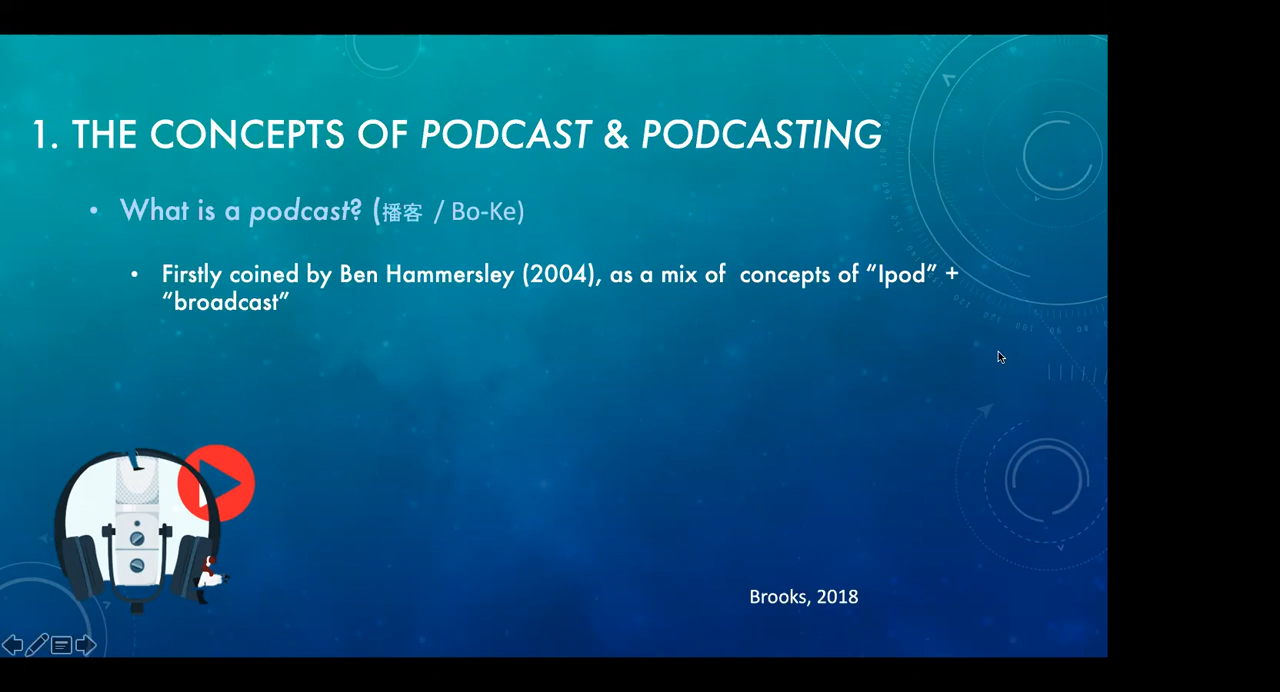 1. THE CONCEPTS OF PODCAST & PODCASTING
• What is a podcast? (播客 / Bo-Ke)
• Firstly coined by Ben Hammersley (2004), as a mix of concepts of “Ipod” +
“broadcast”
Brooks, 2018